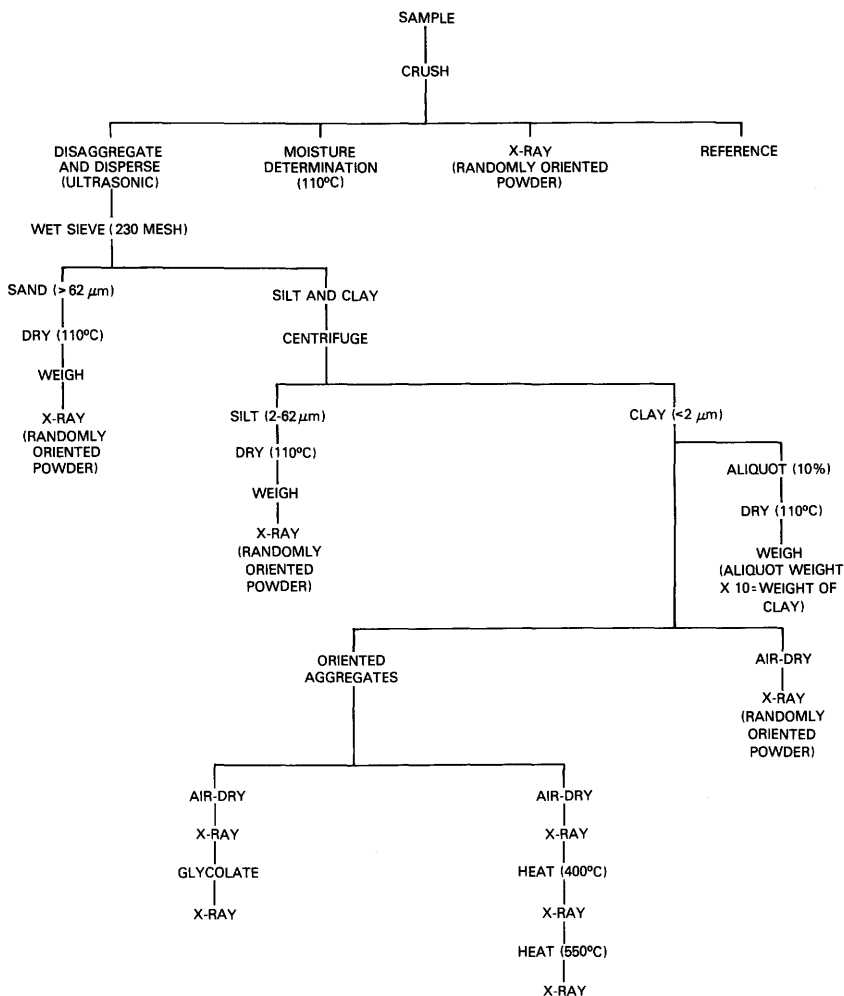 SAMPLE
CRUSH
DISAGGREGATE
AND DISPERSE
(ULTRASONIC)
MOISTURE
DETERMINATION
(110ºC)
X-RAY
(RANDOMLY ORIENTED
POWDER)
REFERENCE
WET SIEVE (230 MESH)
SAND (> 62 µm)
DRY (110ºC)
WEIGH
X-RAY
(RANDOMLY
ORIENTED
POWDER)
SILT AND CLAY
CENTRIFUGE
SILT (2-62 µm)
DRY (110ºC)
WEIGH
X-RAY
(RANDOMLY
ORIENTED
POWDER)
CLAY (<2 µm)
ALIQUOT (10%)
DRY (110ºC)
WEIGH
(ALIQUOT WEIGHT
X 10= WEIGHT OF
CLAY)
ORIENTED
AGGREGATES
AIR-DRY
X-RAY
(RANDOMLY
ORIENTED
POWDER)
AIR-DRY
X-RAY
GLYCOLATE
X-RAY
AIR-DRY
X-RAY
HEAT (400ºC)
X-RAY
HEAT (550ºC)
X-RAY